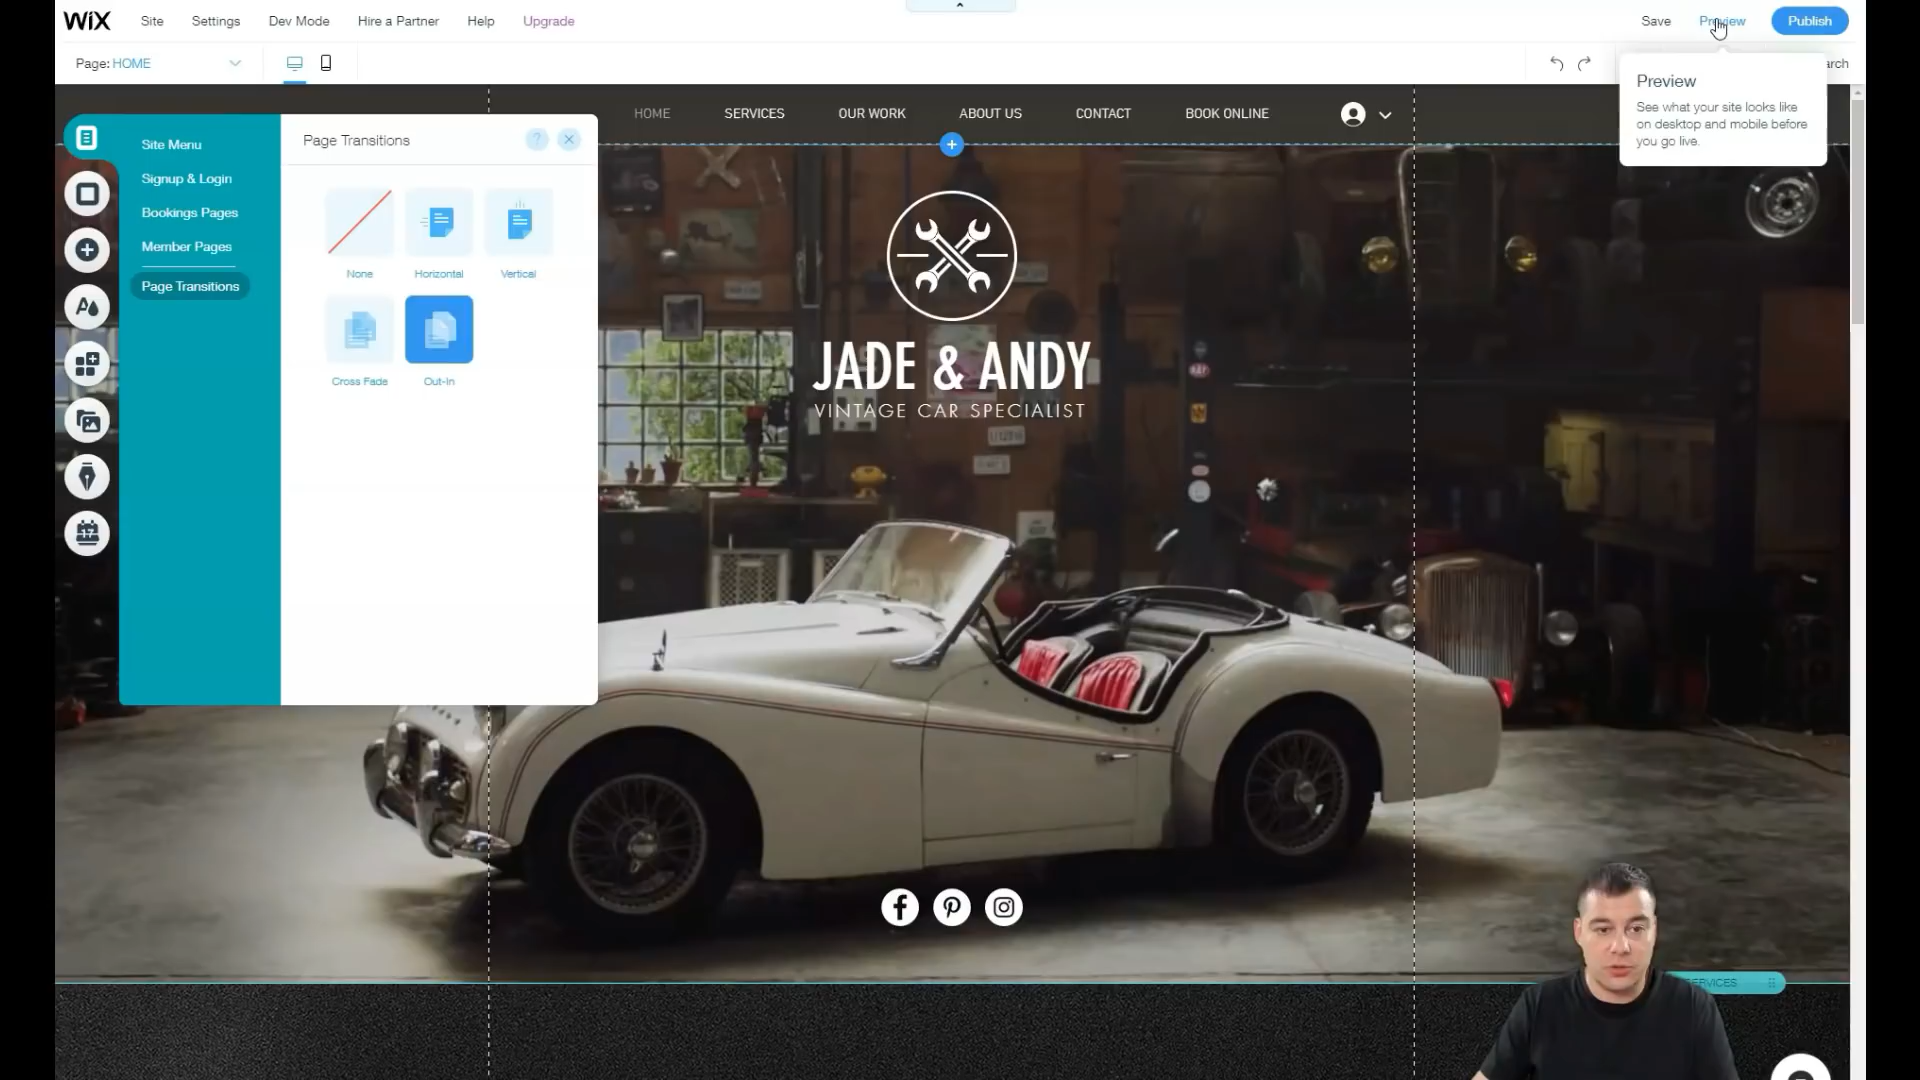 WiX
Site
Settings
Dev Mode
Hire a Partner
Help
Upgrade
Save
Preview
Publish
Page: HOME
arch
Preview
See what your site looks like
on desktop and mobile before
you go live.
HOME
SERVICES
OUR WORK
ABOUT US
CONTACT
BOOK ONLINE
Site Menu
Signup & Login
Bookings Pages
Member Pages
Page Transitions
Page Transitions
?
None
Horizontal
Vertical
Cross Fade
Out-In
17
JADE & ANDY
VINTAGE CAR SPECIALIST
SERVICES